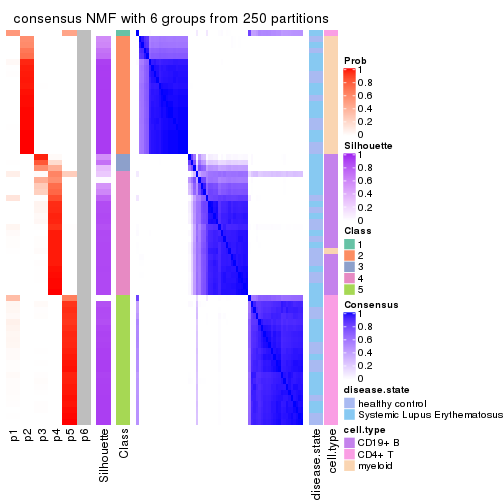 consensus NMF with 6 groups from 250 partitions
Prob
1
0.8
0.6
0.4
0.2
0
Silhouette
1
0.8
0.6
0.4
0.2
0
Class
1
2
3
4
5
Consensus
1
0.8
0.6
0.4
0.2
0
disease.state
healthy control
Systemic Lupus Erythematosus
cell.type
CD19+ B
CD4+ T
myeloid
p1
p2
p3
p4
p5
p6
Silhouette
Class
disease.state
cell.type